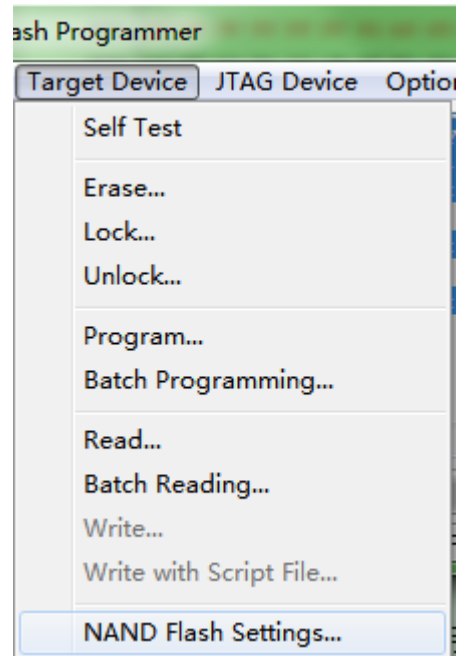 ash Programmer
Target Device JTAG Device Option
Self Test
Erase...
Lock...
Unlock...
Program...
Batch Programming...
Read...
Batch Reading...
Write...
Write with Script File...
NAND Flash Settings...